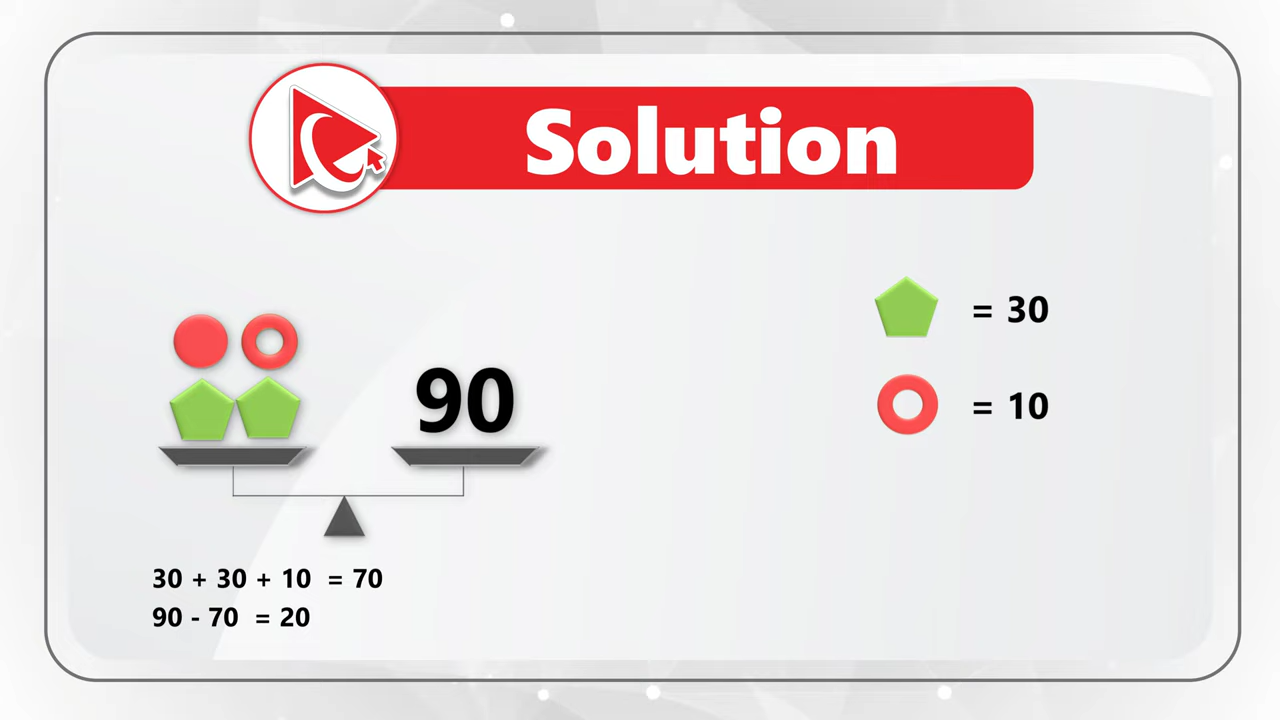 Solution
90
= 30
= 10
30 + 30 + 10 = 70
90 - 70 = 20